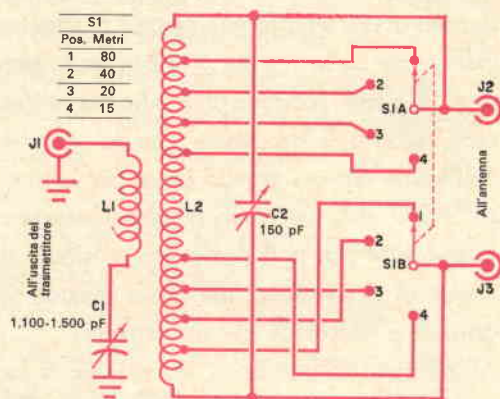 S1
Pos. Metri
1 80
2 40
3 20
4 15
J1
All'uscita del
trasmettitore
L1
C1
1,100-1.500 pF
L2
C2
150 pF
2
S1A
3
4
1
2
S1B
3
4
J2
All'antenna
J3